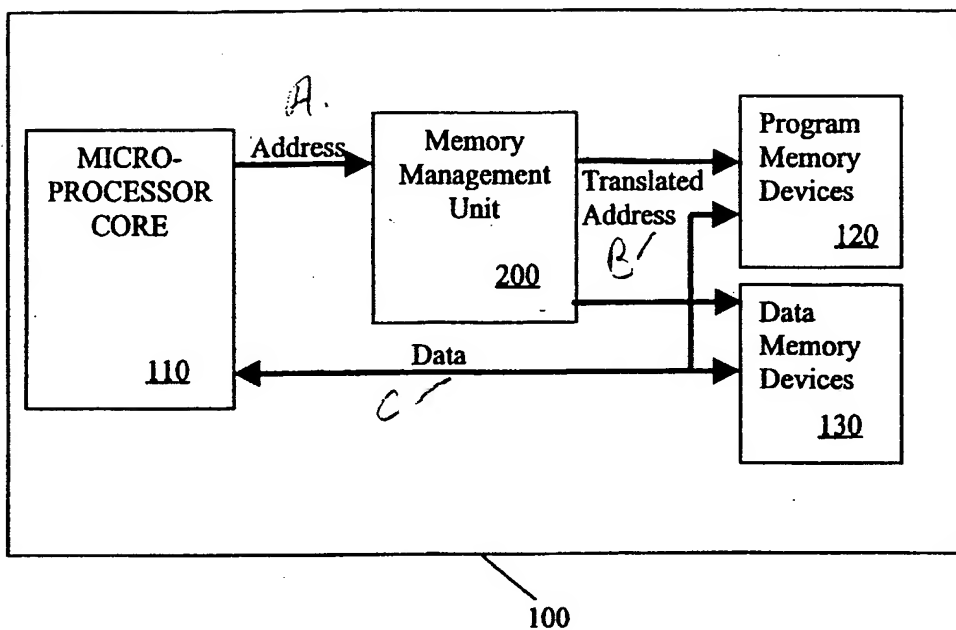 A.
MICRO-
PROCESSOR
CORE
110
Address
Memory
Management
Unit
200
Translated
Address
B
Program
Memory
Devices
120
Data
C
Data
Memory
Devices
130
100